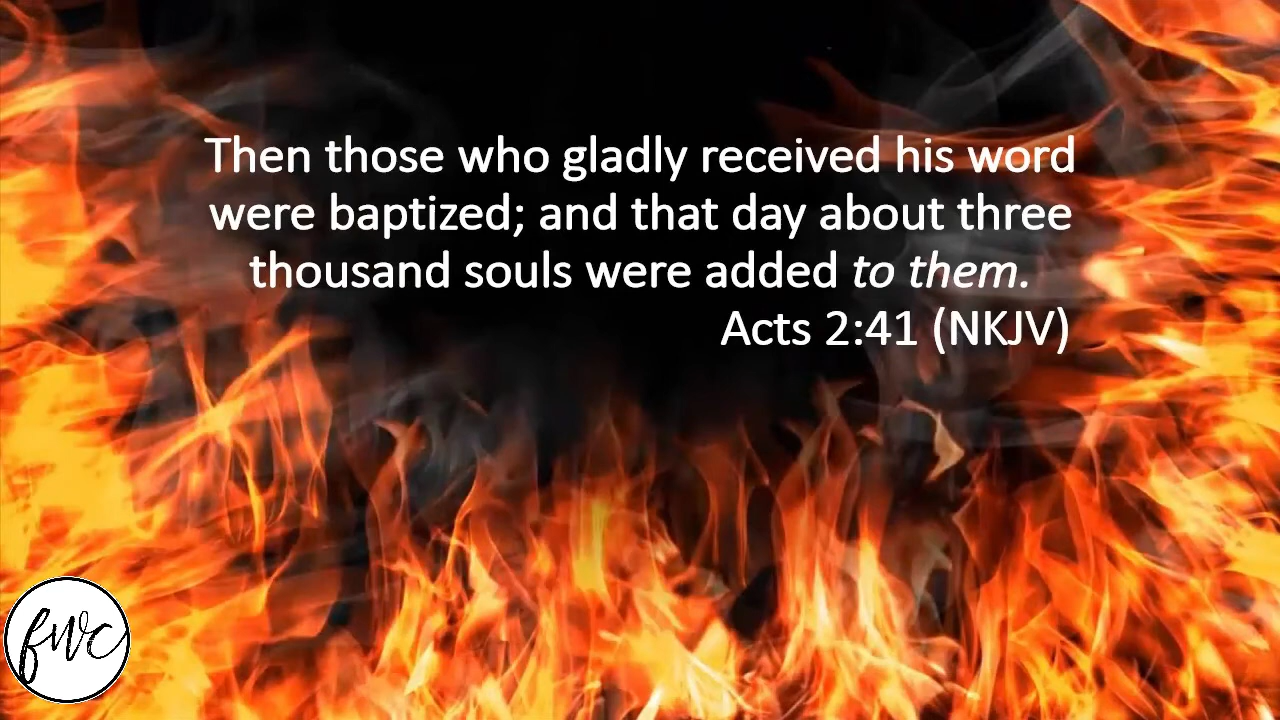 Then those who gladly received his word
were baptized; and that day about three
thousand souls were added to them.
Acts 2:41 (NKJV)
fwc